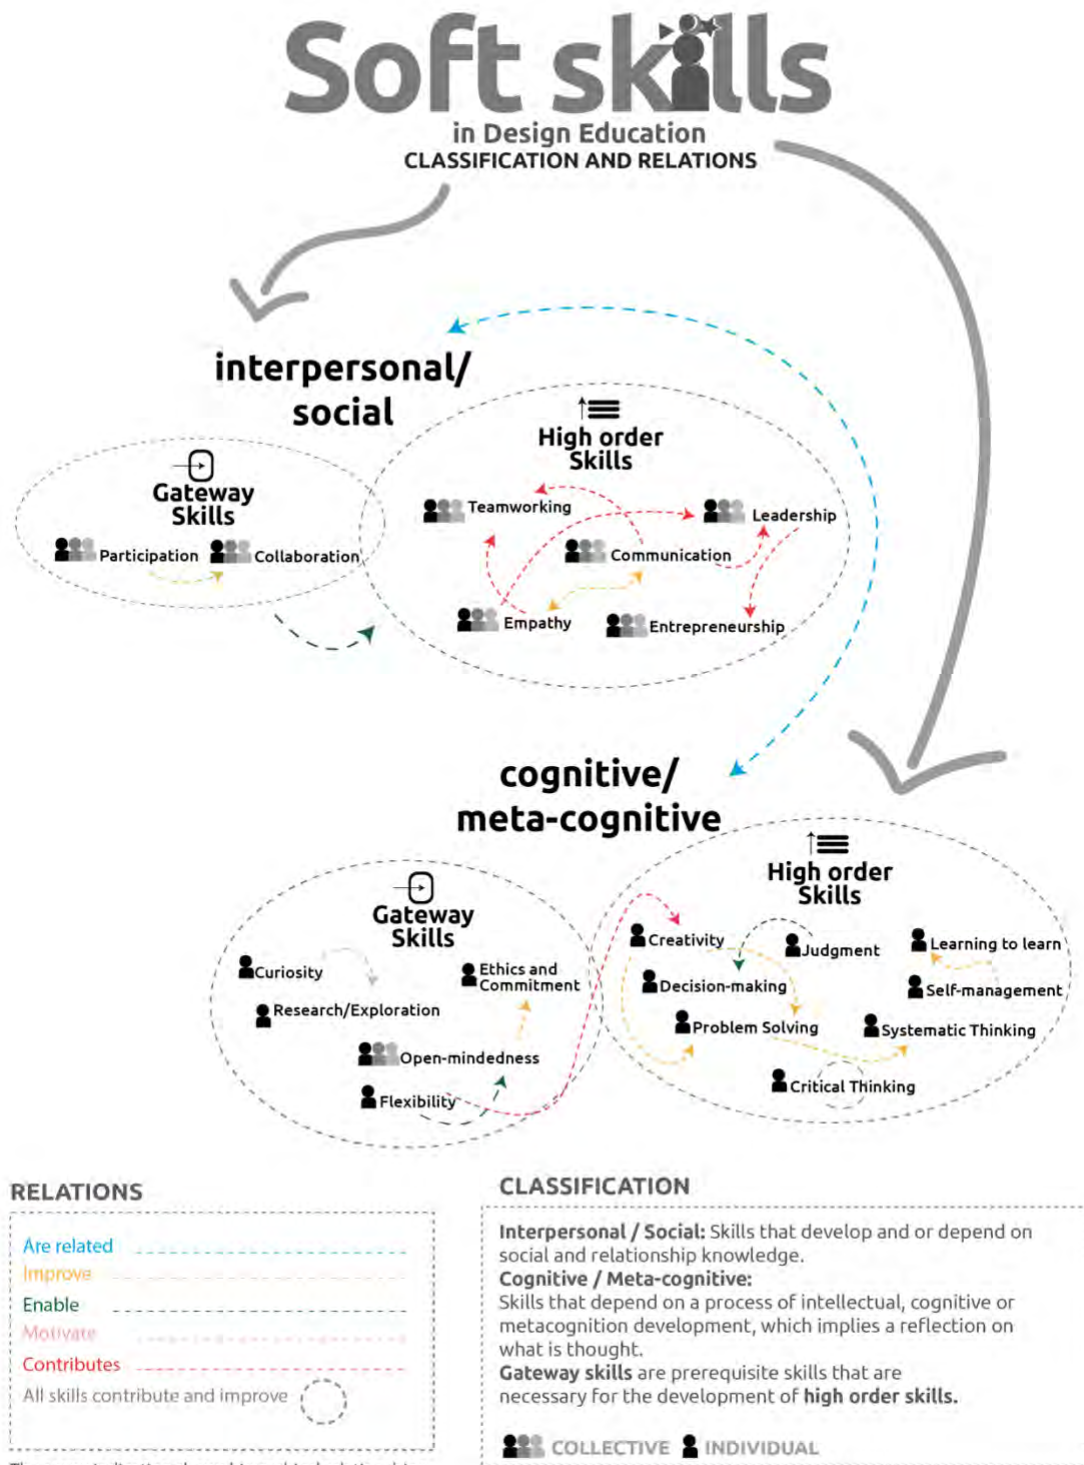 Soft skills
in Design Education
CLASSIFICATION AND RELATIONS
interpersonal/
social
Gateway
Skills
Participation
Collaboration
High order
Skills
Teamworking
Leadership
Communication
Empathy
Entrepreneurship
cognitive/
meta-cognitive
Gateway
Skills
Curiosity
Ethics and
Commitment
Research/Exploration
Open-mindedness
Flexibility
High order
Skills
Creativity
Judgment
Learning to learn
Decision-making
Self-management
Problem Solving
Systematic Thinking
Critical Thinking
RELATIONS
Are related
Improve
Enable
Motivate
Contributes
All skills contribute and improve
CLASSIFICATION
Interpersonal / Social: Skills that develop and or depend on
social and relationship knowledge.
Cognitive / Meta-cognitive:
Skills that depend on a process of intellectual, cognitive or
metacognition development, which implies a reflection on
what is thought.
Gateway skills are prerequisite skills that are
necessary for the development of high order skills.
COLLECTIVE INDIVIDUAL